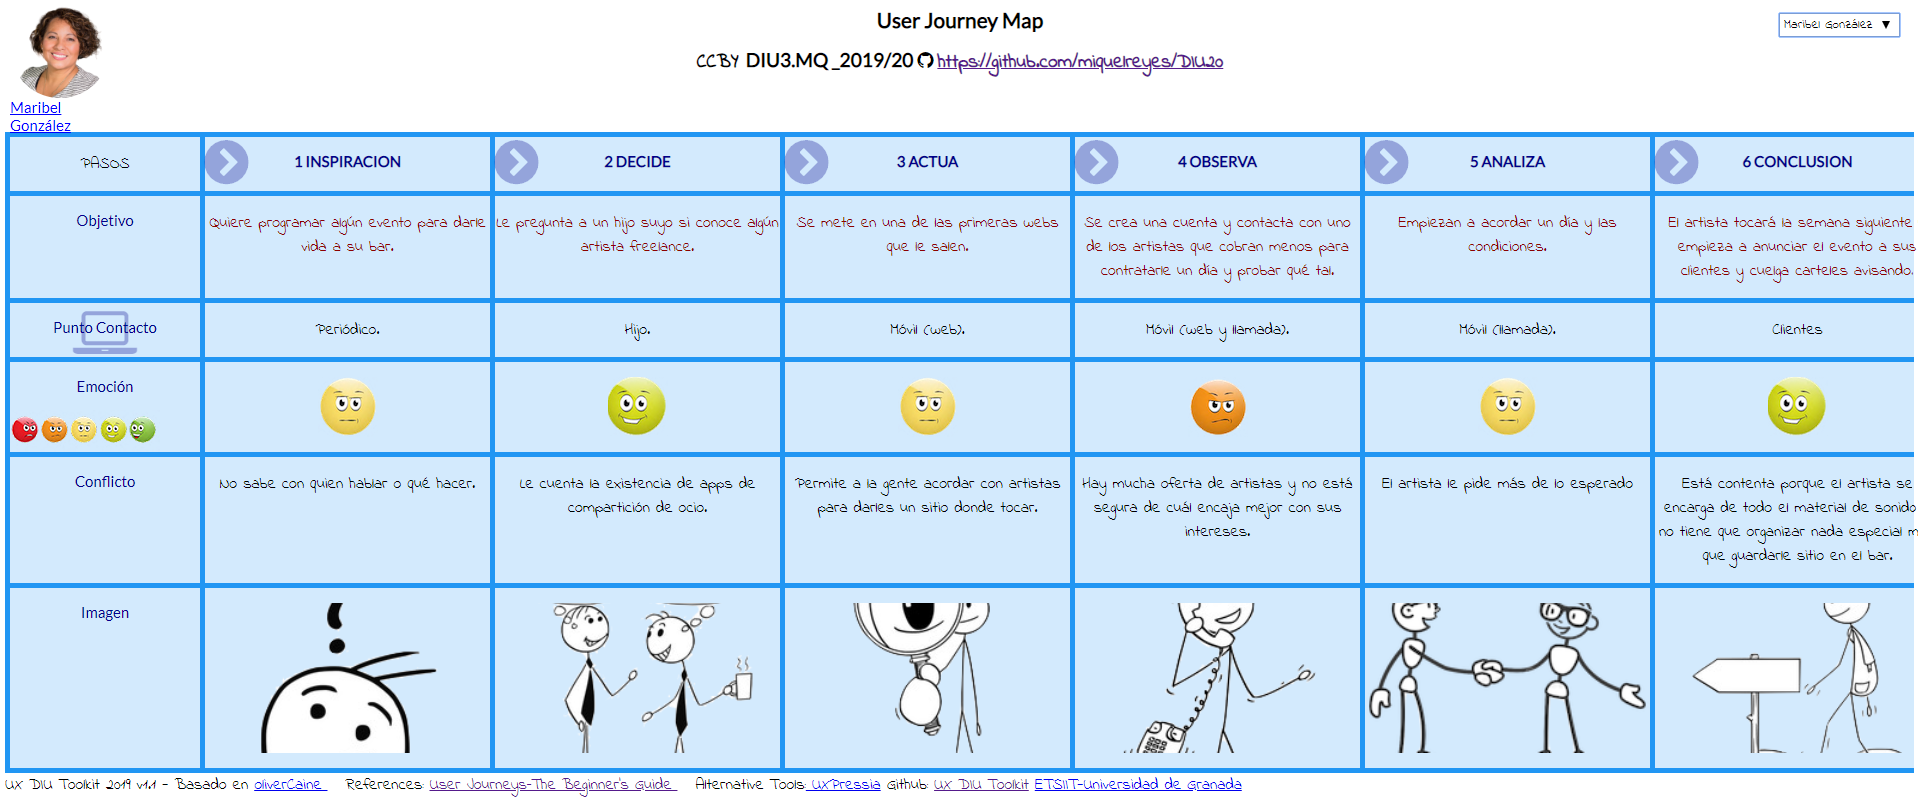 User Journey Map
Maribel González ▼
CCBY DIU3.MQ_2019/20 https://github.com/miquelreyes/DIU20
Maribel
González
PASOS
1 INSPIRACION
2 DECIDE
3 ACTUA
4 OBSERVA
5 ANALIZA
6 CONCLUSION
Objetivo
Quiere programar algún evento para darle
vida a su bar.
Le pregunta a un hijo suyo si conoce algún
artista freelance.
Se mete en una de las primeras webs
que le salen.
Se crea una cuenta y contacta con uno
de los artistas que cobran menos para
contratarle un día y probar qué tal.
Empiezan a acordar un día y las
condiciones.
El artista tocará la semana siguiente
empieza a anunciar el evento a sus
clientes y cuelga carteles avisando.
Punto Contacto
Periódico.
Hijo.
Móvil (web).
Móvil (web y llamada).
Móvil (llamada).
Clientes
Emoción
Conflicto
No sabe con quien hablar o qué hacer.
Le cuenta la existencia de apps de
compartición de ocio.
Permite a la gente acordar con artistas
para darles un sitio donde tocar.
Hay mucha oferta de artistas y no está
segura de cuál encaja mejor con sus
intereses.
El artista le pide más de lo esperado
Está contenta porque el artista se
encarga de todo el material de sonido
no tiene que organizar nada especial m
que guardarle sitio en el bar.
Imagen
UX DIU Toolkit 2019 v1.1 - Basado en oliverCaine References: User Journeys-The Beginner's Guide Alternative Tools: UXPressia Github: UX DIU Toolkit ETSIIT-Universidad de Granada